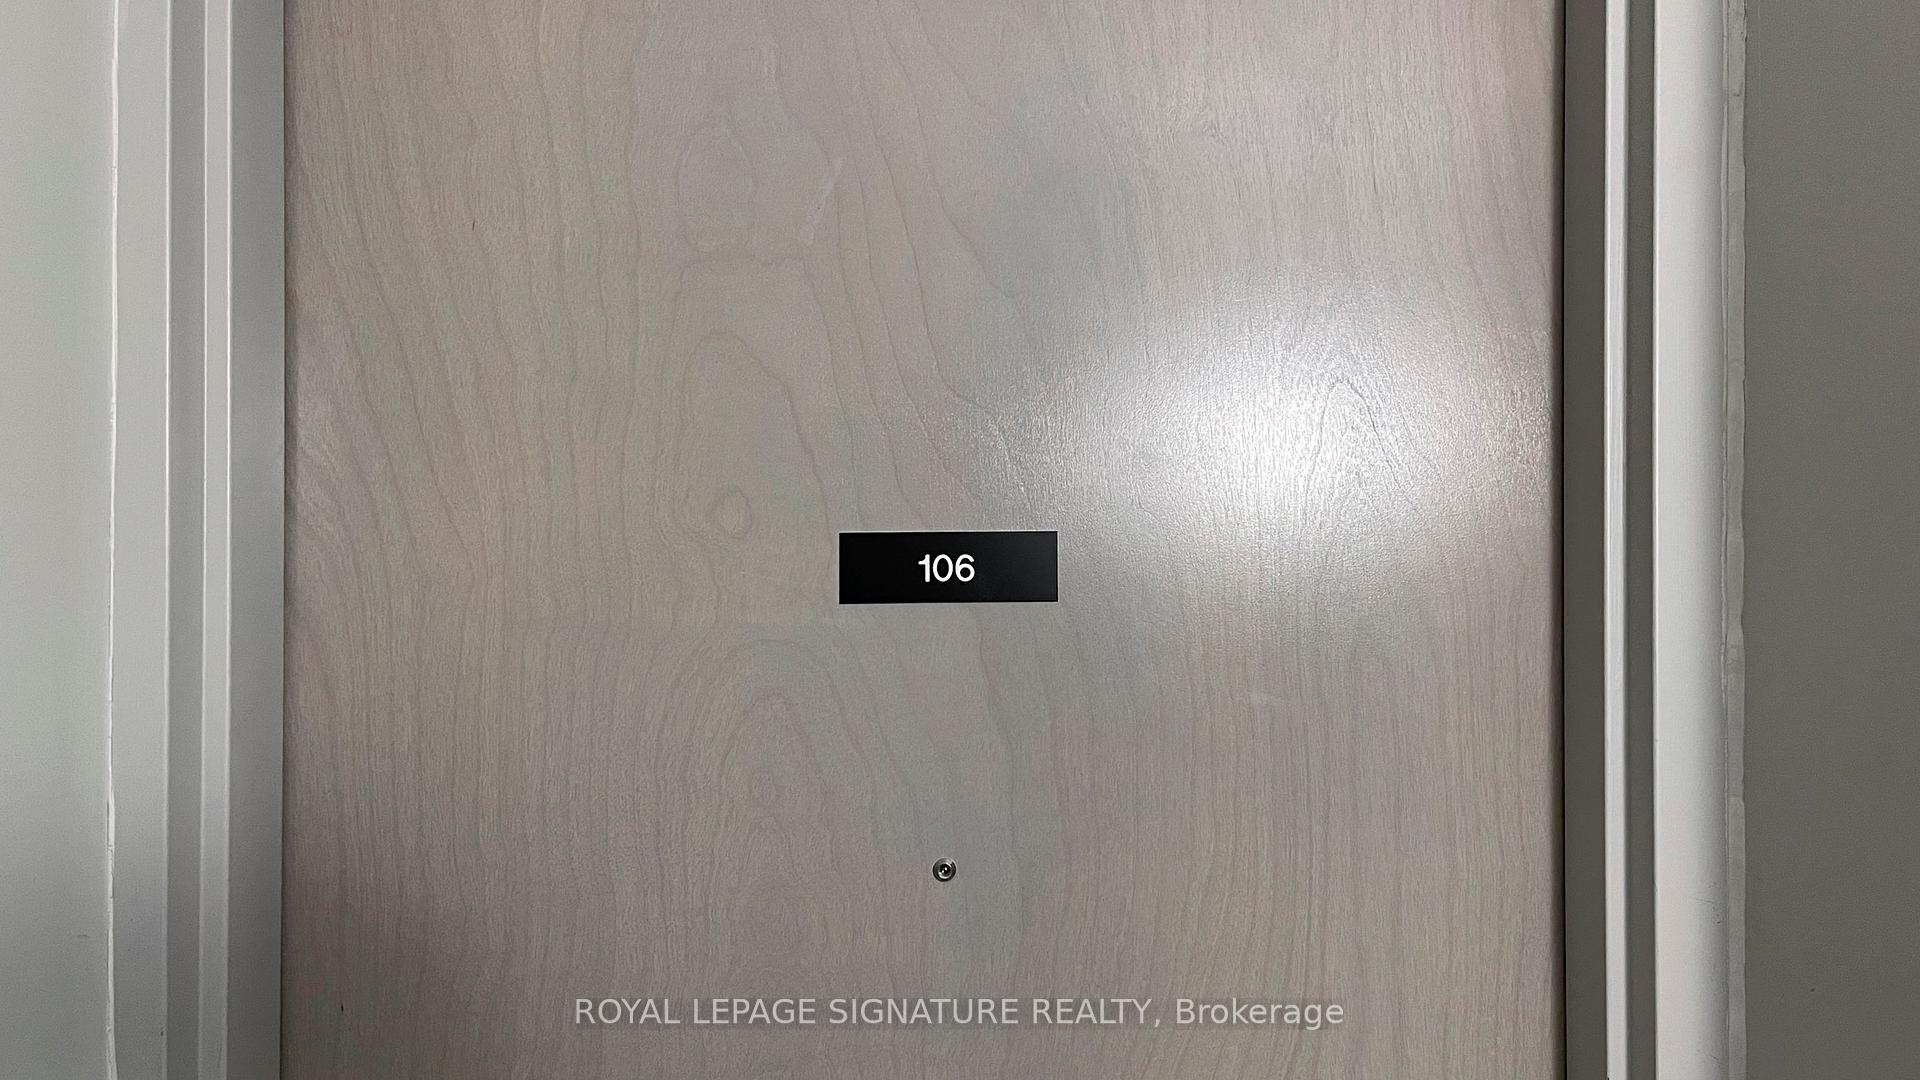 106
ROYAL LEPAGE SIGNATURE REALTY, Brokerage